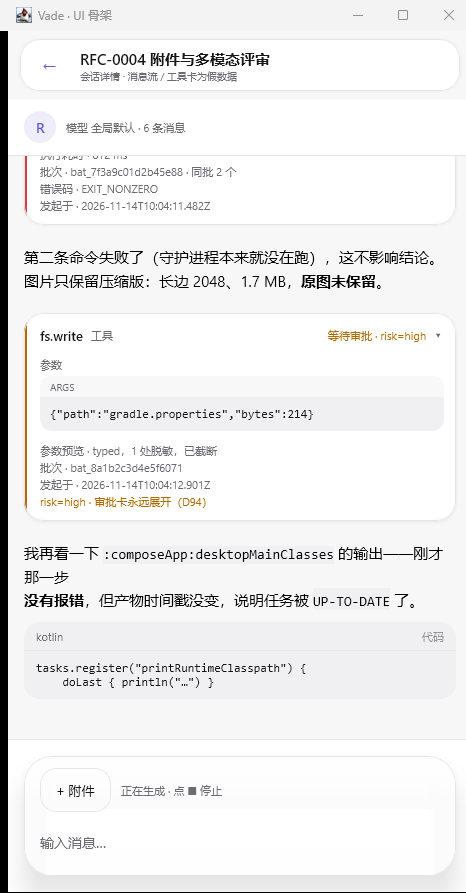 Vade · UI 骨架
← RFC-0004 附件与多模态评审
会话详情 · 消息流 / 工具卡为假数据
R 模型 全局默认 · 6 条消息
批次 · bat_7f3a9c01d2b45e88 · 同批 2 个
错误码 · EXIT_NONZERO
发起于 · 2026-11-14T10:04:11.482Z
第二条命令失败了（守护进程本来就没在跑），这不影响结论。
图片只保留压缩版：长边 2048、1.7 MB，原图未保留。
fs.write 工具 等待审批 · risk=high ▾
参数
ARGS
{"path":"gradle.properties","bytes":214}
参数预览 · typed，1 处脱敏，已截断
批次 · bat_8a1b2c3d4e5f6071
发起于 · 2026-11-14T10:04:12.901Z
risk=high · 审批卡永远展开（D94）
我再看一下 :composeApp:desktopMainClasses 的输出——刚才
那一步
没有报错，但产物时间戳没变，说明任务被 UP-TO-DATE 了。
kotlin 代码
tasks.register("printRuntimeClasspath") {
    doLast { println("…") }
+ 附件 正在生成 · 点 ■ 停止
输入消息…